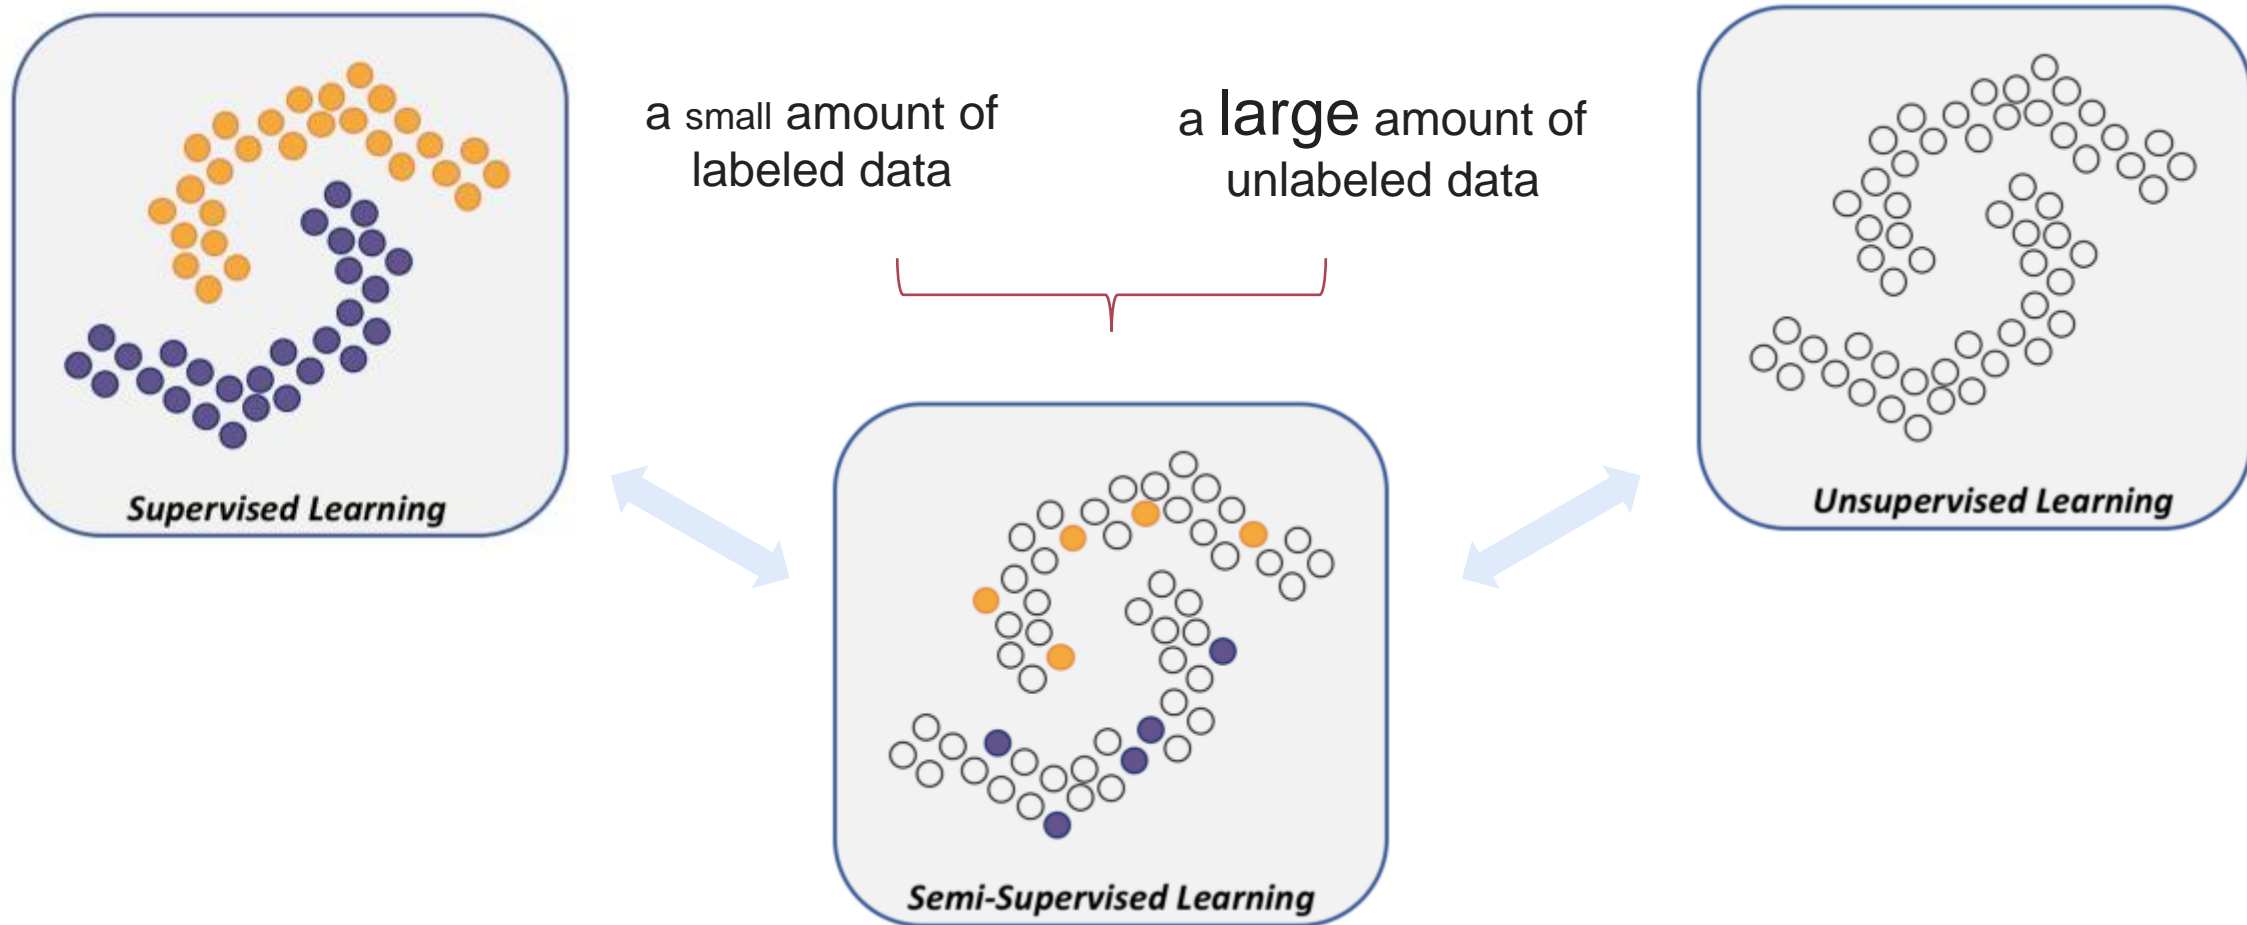 a small amount of
labeled data
a large amount of
unlabeled data
Supervised Learning
Unsupervised Learning
Semi-Supervised Learning